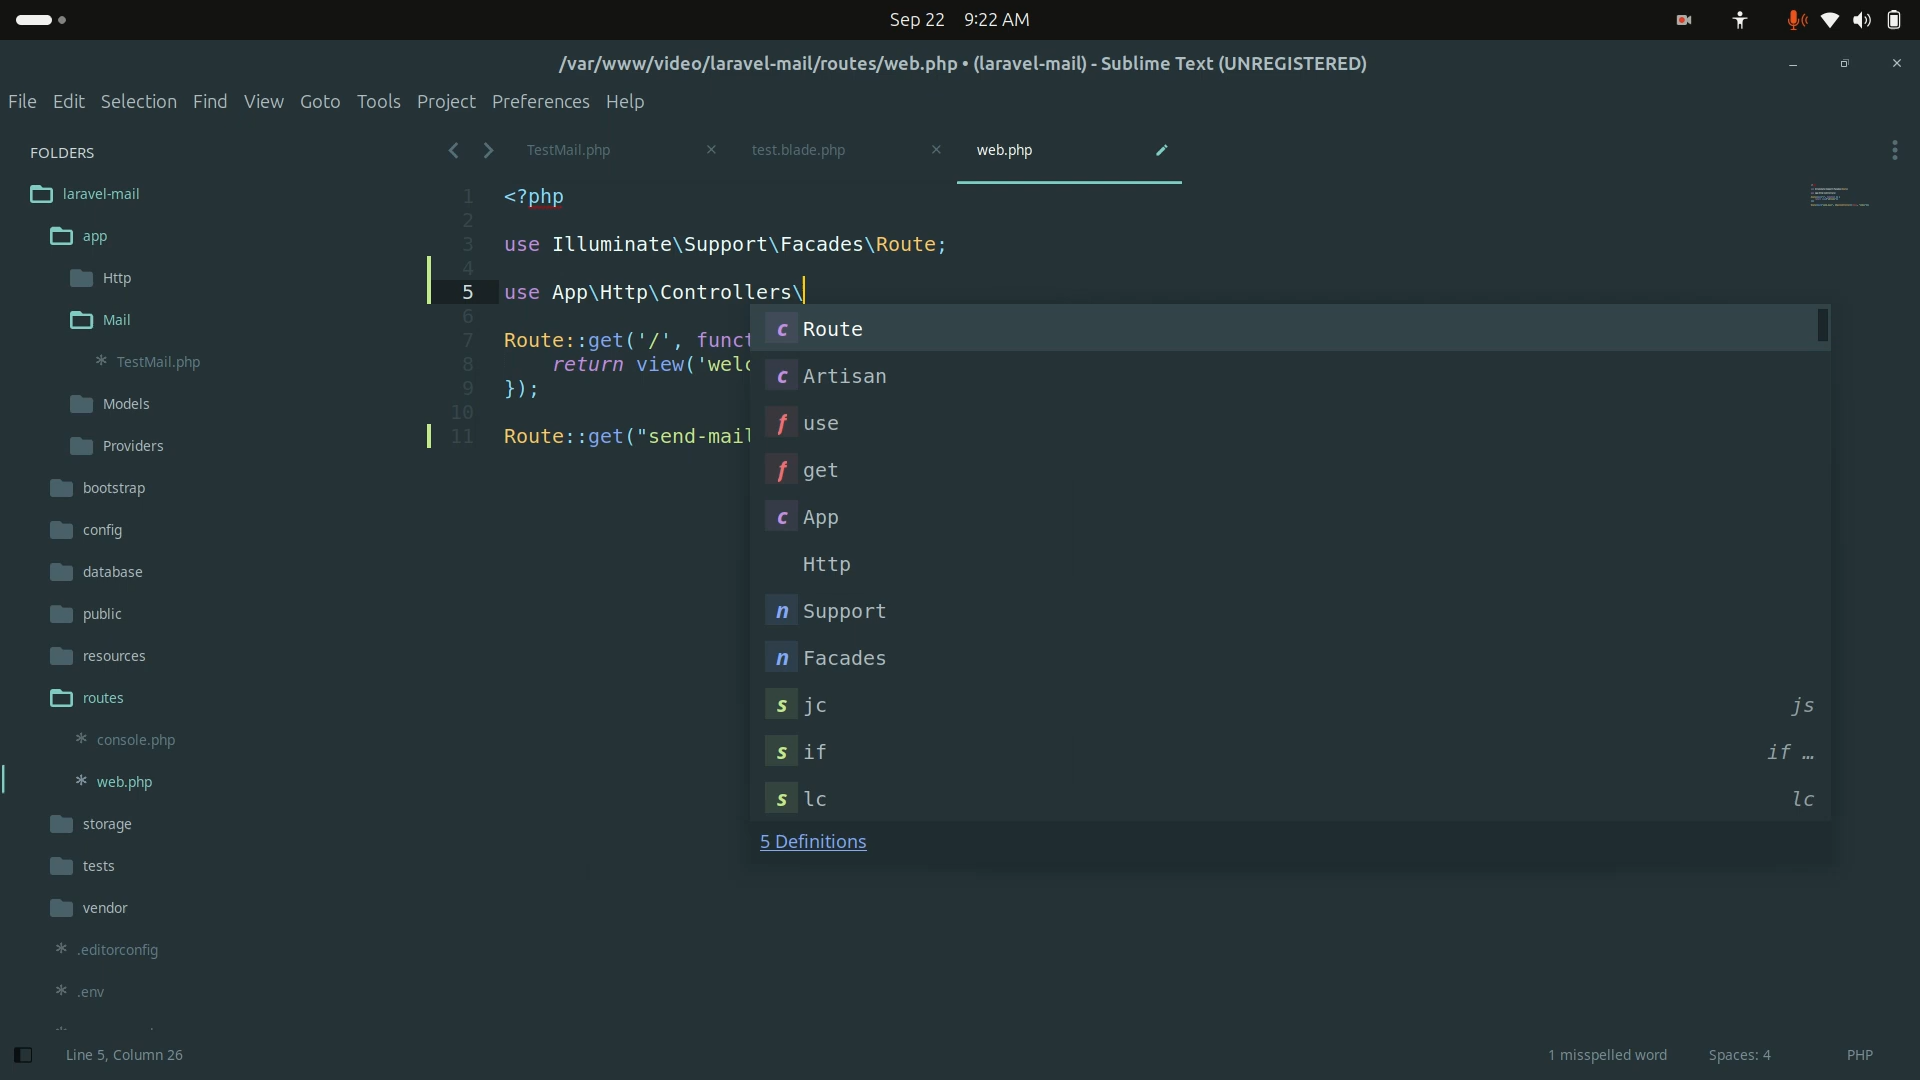 Sep 22 9:22 AM
/var/www/video/laravel-mail/routes/web.php • (laravel-mail) - Sublime Text (UNREGISTERED)
File Edit Selection Find View Goto Tools Project Preferences Help
FOLDERS
laravel-mail
app
Http
Mail
TestMail.php
Models
Providers
bootstrap
config
database
public
resources
routes
console.php
web.php
storage
tests
vendor
.editorconfig
.env
TestMail.php
test.blade.php
web.php
1 <?php
2
3 use Illuminate\Support\Facades\Route;
4
5 use App\Http\Controllers\
6
7 Route::get('/', funct
8 return view('welc
9 });
10
11 Route::get("send-mail
c Route
c Artisan
f use
f get
c App
Http
n Support
n Facades
s jc js
s if if …
s lc lc
5 Definitions
Line 5, Column 26
1 misspelled word
Spaces: 4
PHP